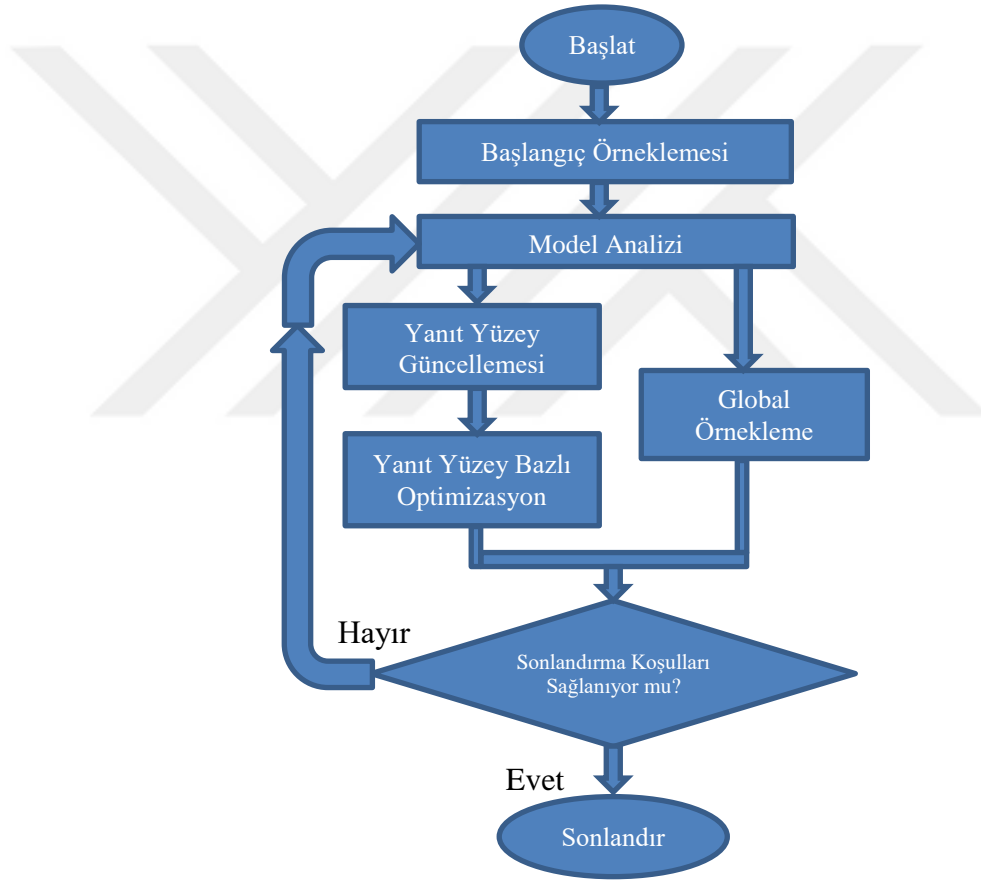 Başlat
Başlangıç Örneklemesi
Model Analizi
Yanıt Yüzey
Güncellemesi
Global
Örnekleme
Yanıt Yüzey Bazlı
Optimizasyon
Hayır
Sonlandırma Koşulları
Sağlanıyor mu?
Evet
Sonlandır